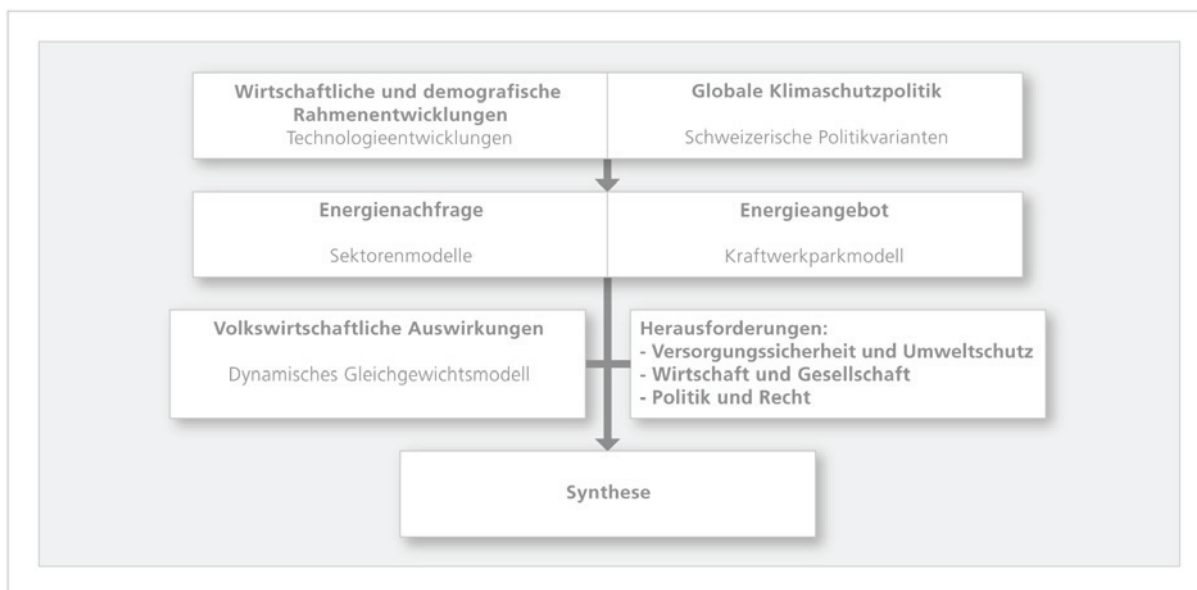 Wirtschaftliche und demografische
Rahmenentwicklungen
Technologieentwicklungen
Globale Klimaschutzpolitik
Schweizerische Politikvarianten
Energienachfrage
Sektorenmodelle
Energieangebot
Kraftwerkparkmodell
Volkswirtschaftliche Auswirkungen
Dynamisches Gleichgewichtsmodell
Herausforderungen:
- Versorgungssicherheit und Umweltschutz
- Wirtschaft und Gesellschaft
- Politik und Recht
Synthese